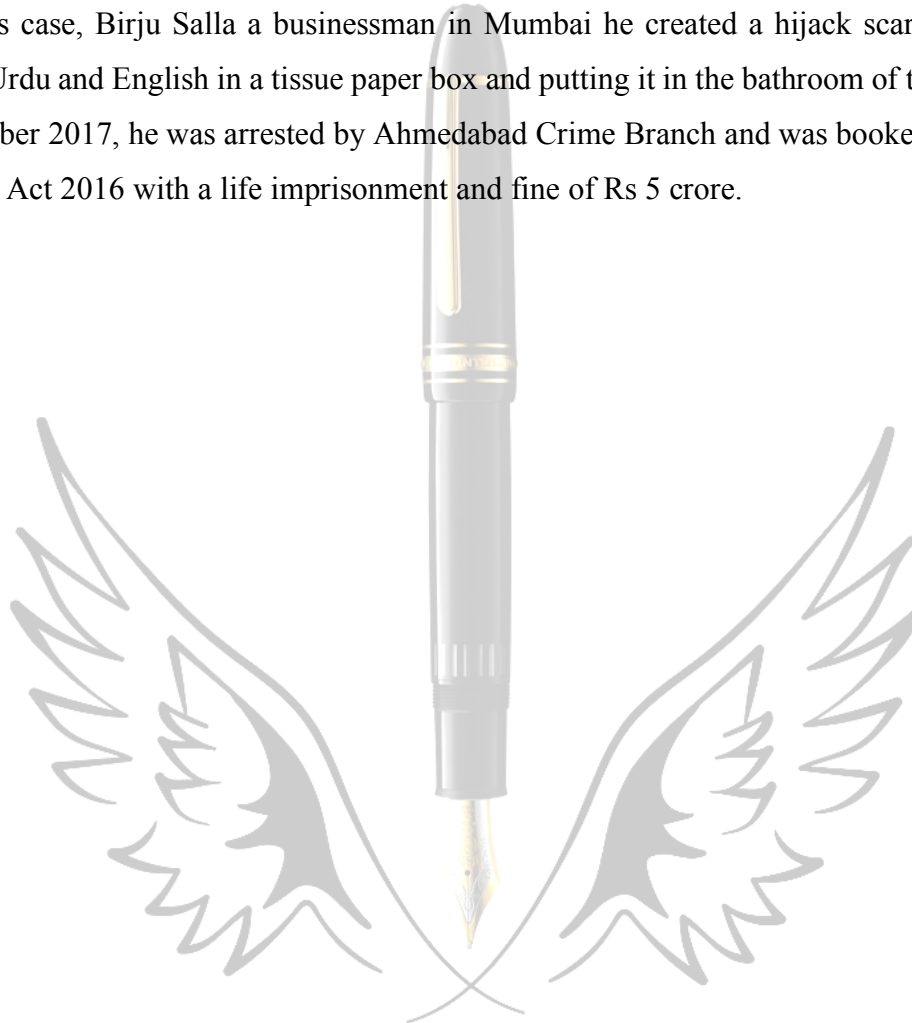 s case, Birju Salla a businessman in Mumbai he created a hijack scar
Urdu and English in a tissue paper box and putting it in the bathroom of t
ber 2017, he was arrested by Ahmedabad Crime Branch and was booke
Act 2016 with a life imprisonment and fine of Rs 5 crore.